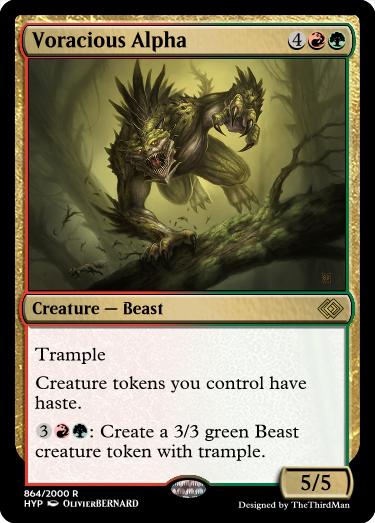 Voracious Alpha 4
Creature — Beast
Trample
Creature tokens you control have
haste.
3 : Create a 3/3 green Beast
creature token with trample.
5/5
864/2000 R
HYP OLIVIERBERNARD
Designed by TheThirdMan